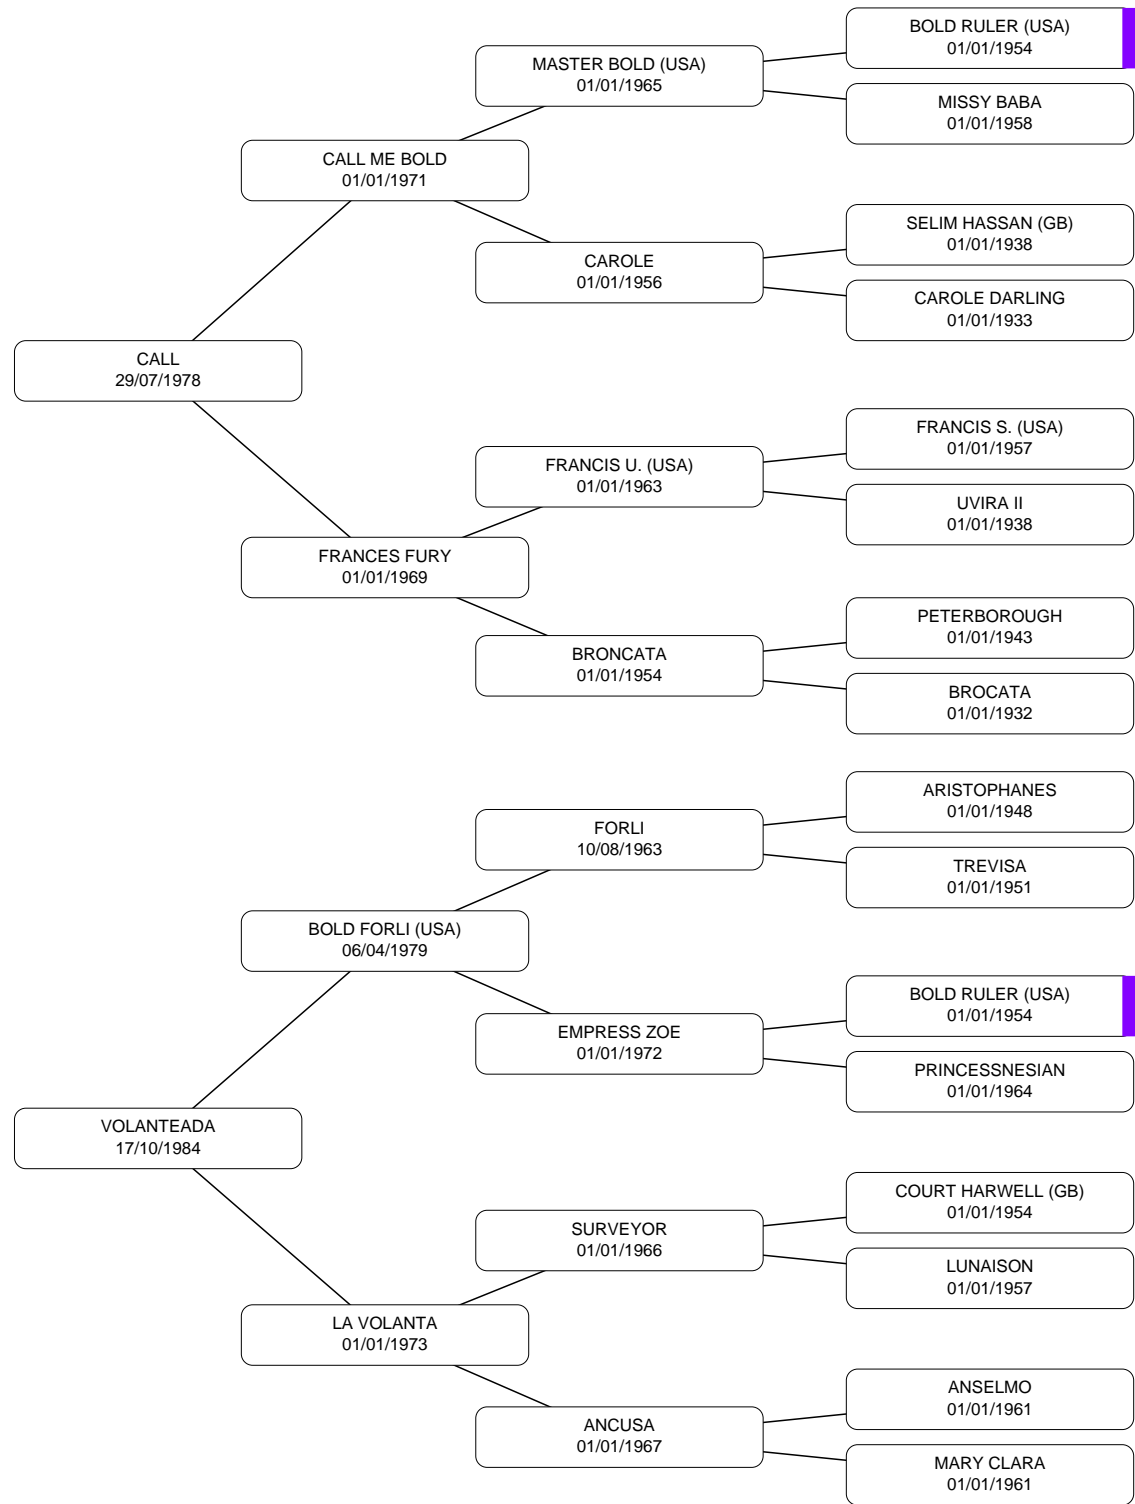 BOLD RULER (USA)
01/01/1954
MASTER BOLD (USA)
01/01/1965
MISSY BABA
01/01/1958
CALL ME BOLD
01/01/1971
SELIM HASSAN (GB)
01/01/1938
CAROLE
01/01/1956
CAROLE DARLING
01/01/1933
CALL
29/07/1978
FRANCIS S. (USA)
01/01/1957
FRANCIS U. (USA)
01/01/1963
UVIRA II
01/01/1938
FRANCES FURY
01/01/1969
PETERBOROUGH
01/01/1943
BRONCATA
01/01/1954
BROCATA
01/01/1932
ARISTOPHANES
01/01/1948
FORLI
10/08/1963
TREVISA
01/01/1951
BOLD FORLI (USA)
06/04/1979
BOLD RULER (USA)
01/01/1954
EMPRESS ZOE
01/01/1972
PRINCESSNESIAN
01/01/1964
VOLANTEADA
17/10/1984
COURT HARWELL (GB)
01/01/1954
SURVEYOR
01/01/1966
LUNAISON
01/01/1957
LA VOLANTA
01/01/1973
ANSELMO
01/01/1961
ANCUSA
01/01/1967
MARY CLARA
01/01/1961